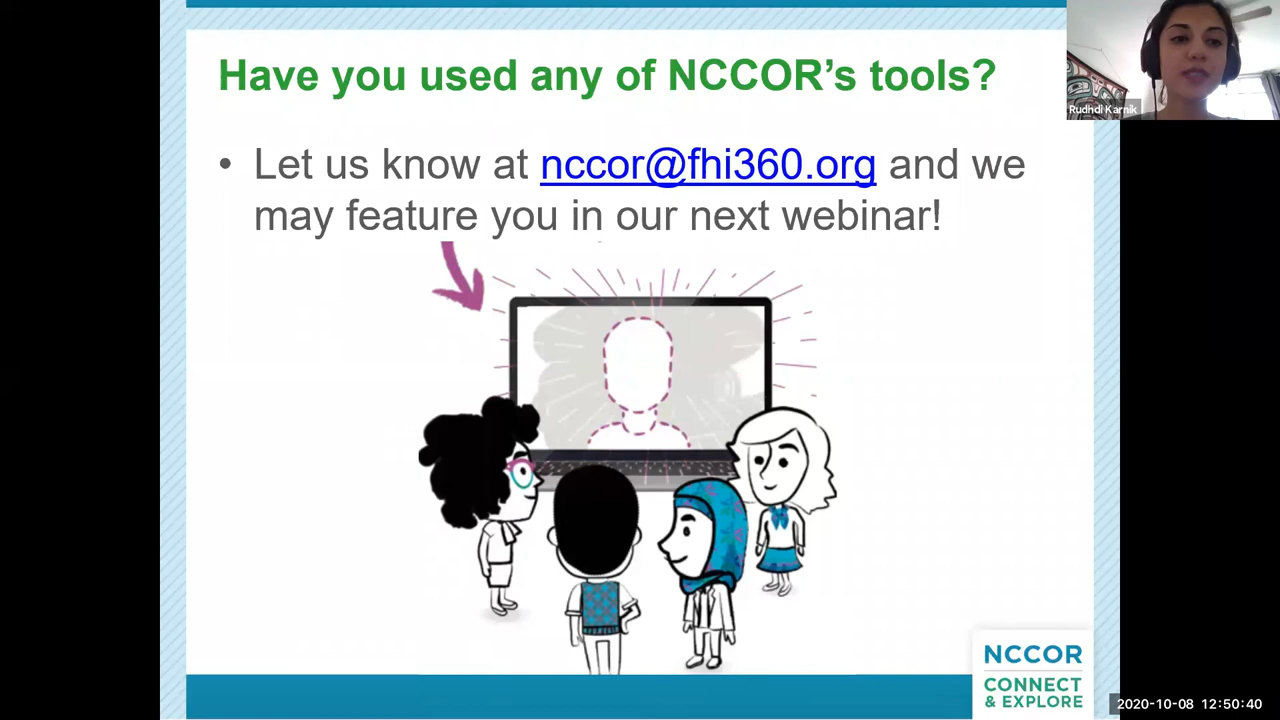 Have you used any of NCCOR's tools?
• Let us know at nccor@fhi360.org and we
may feature you in our next webinar!
Rudhdi Karnik
NCCOR
CONNECT
& EXPLORE
2020-10-08 12:50:40